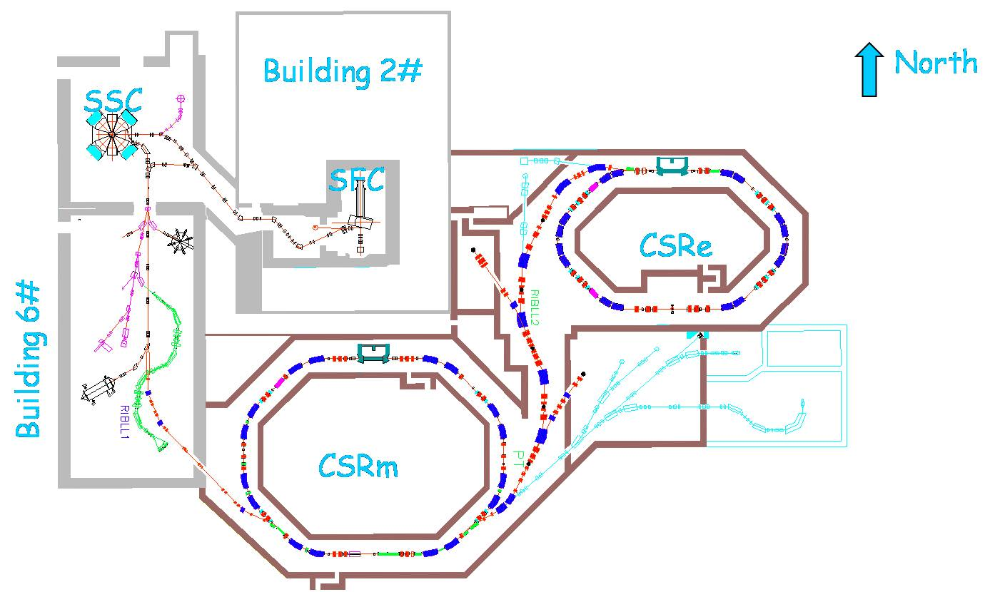 Building 2#
North
SSC
SFC
CSRe
RIBLL2
Building 6#
RIBLL1
PT
CSRm